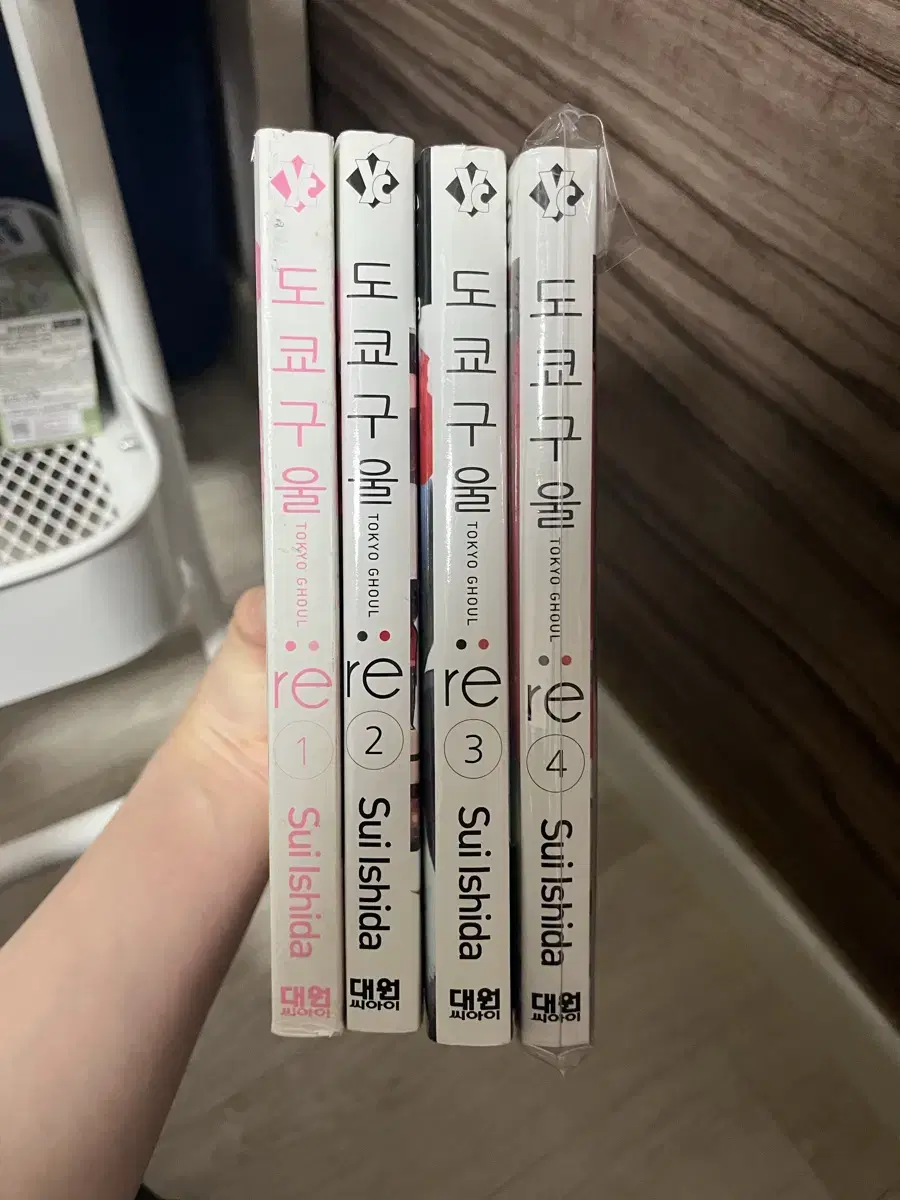 YC
도쿄구울
TOKYO GHOUL
:re
1
Sui Ishida
대원
씨아이
YC
도쿄구울
TOKYO GHOUL
:re
2
Sui Ishida
대원
씨아이
YC
도쿄구울
TOKYO GHOUL
:re
3
Sui Ishida
대원
씨아이
YC
도쿄구울
TOKYO GHOUL
:re
4
Sui Ishida
대원
씨아이